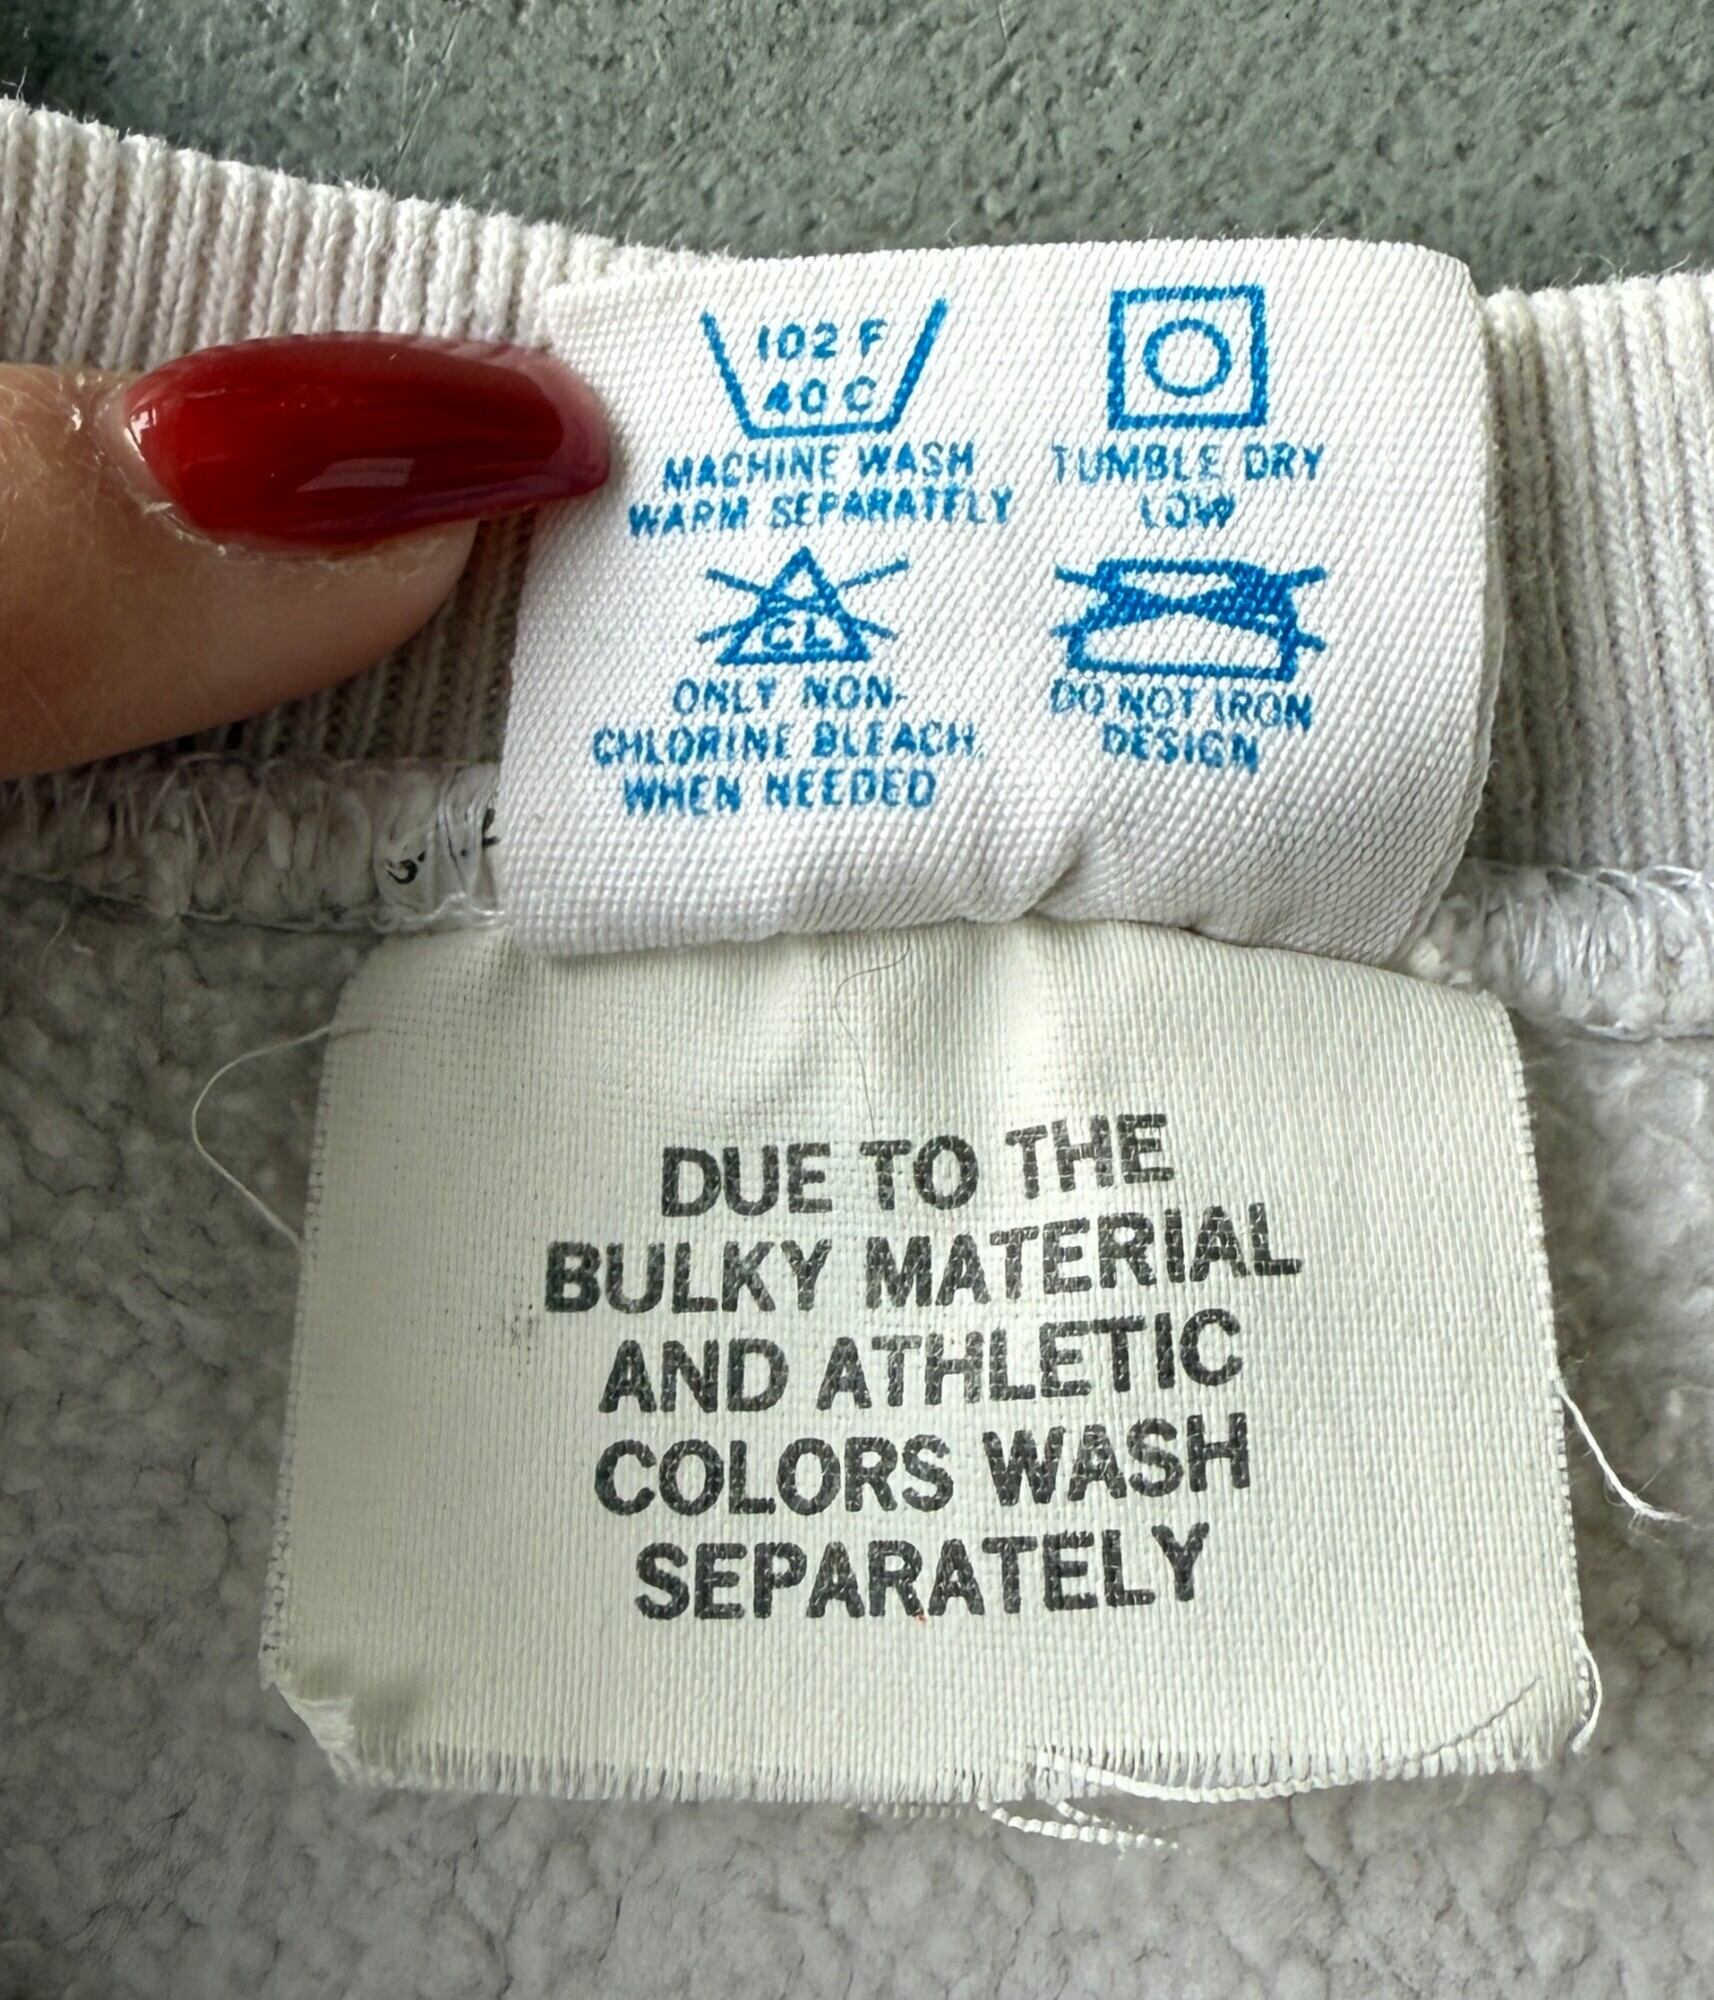 102 F
40 C
MACHINE WASH
WARM SEPARATELY
TUMBLE DRY
LOW
CL
ONLY NON-
CHLORINE BLEACH
WHEN NEEDED
DO NOT IRON
DESIGN
DUE TO THE
BULKY MATERIAL
AND ATHLETIC
COLORS WASH
SEPARATELY